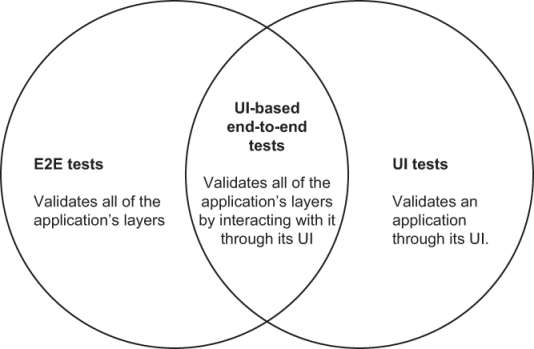 E2E tests
Validates all of the
application’s layers
UI-based
end-to-end
tests
Validates all of the
application’s layers
by interacting with it
through its UI
UI tests
Validates an
application
through its UI.